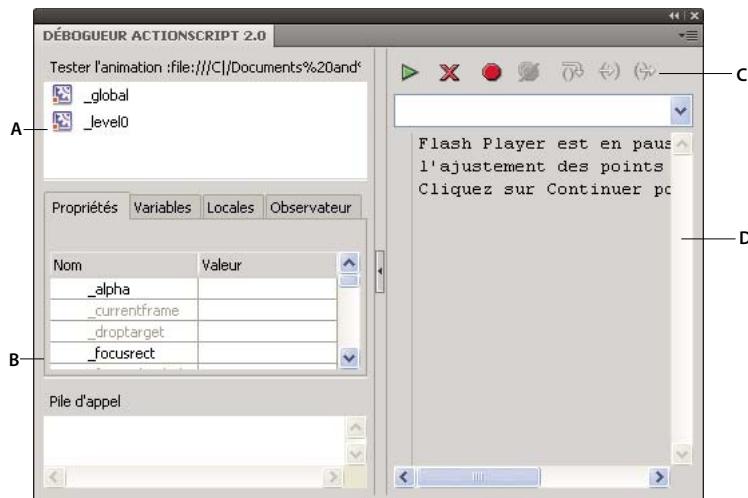 DÉBOGUEUR ACTIONSCRIPT 2.0
Tester l'animation :file:///C|/Documents%20and
_global
_level0
A
Propriétés Variables Locales Observateur
Nom Valeur
_alpha
_currentframe
_droptarget
_focusrect
B
Pile d'appel
C
Flash Player est en paus
l'ajustement des points
Cliquez sur Continuer po
D